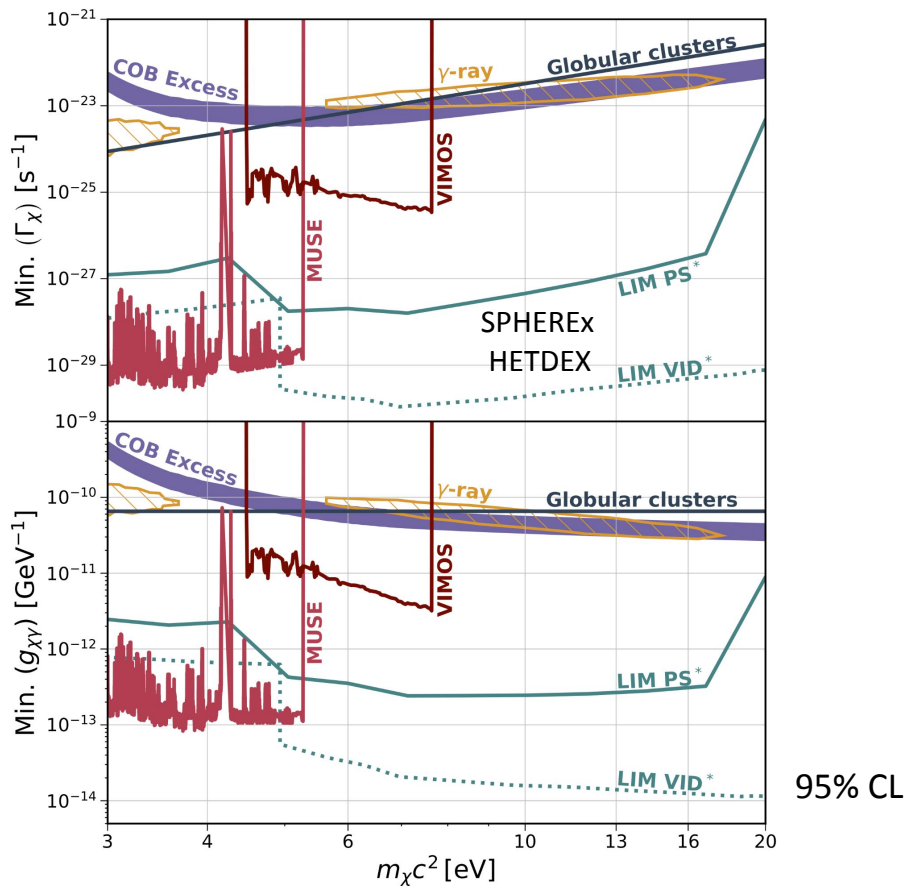 10⁻²¹
10⁻²³
10⁻²⁵
10⁻²⁷
10⁻²⁹
Min. (Γᵪ) [s⁻¹]
COB Excess
γ-ray
Globular clusters
VIMOS
MUSE
LIM PS*
SPHEREx
HETDEX
LIM VID*
10⁻⁹
10⁻¹⁰
10⁻¹¹
10⁻¹²
10⁻¹³
10⁻¹⁴
Min. (gᵪᵧ) [GeV⁻¹]
COB Excess
γ-ray
Globular clusters
VIMOS
MUSE
LIM PS*
LIM VID*
95% CL
3 4 6 10 13 16 20
mᵪc² [eV]